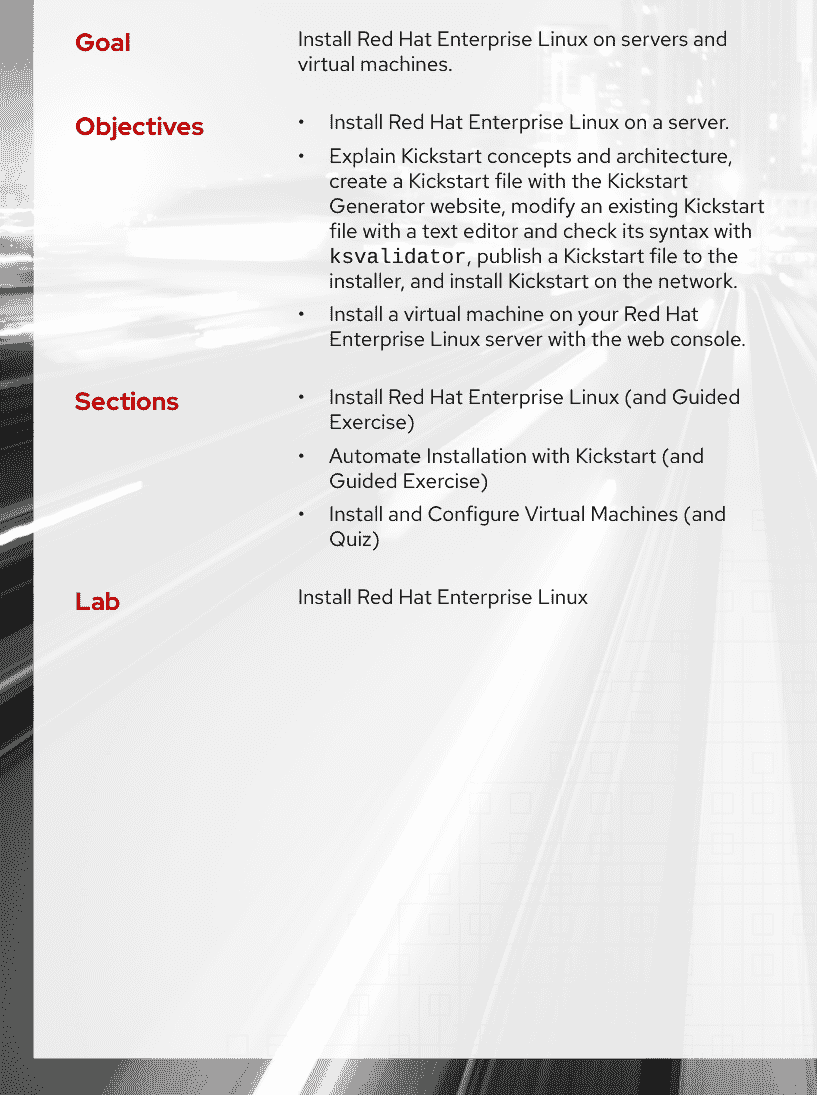 Goal
Install Red Hat Enterprise Linux on servers and
virtual machines.
Objectives
• Install Red Hat Enterprise Linux on a server.
• Explain Kickstart concepts and architecture,
create a Kickstart file with the Kickstart
Generator website, modify an existing Kickstart
file with a text editor and check its syntax with
ksvalidator, publish a Kickstart file to the
installer, and install Kickstart on the network.
• Install a virtual machine on your Red Hat
Enterprise Linux server with the web console.
Sections
• Install Red Hat Enterprise Linux (and Guided
Exercise)
• Automate Installation with Kickstart (and
Guided Exercise)
• Install and Configure Virtual Machines (and
Quiz)
Lab
Install Red Hat Enterprise Linux